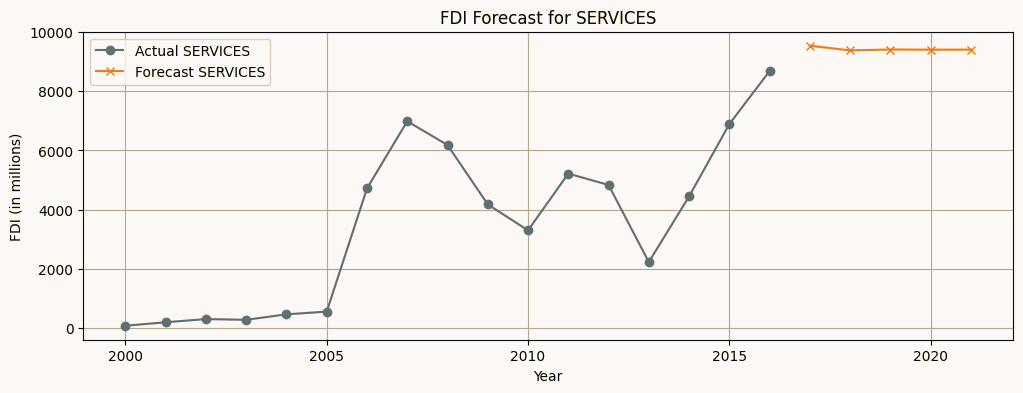 FDI Forecast for SERVICES
Actual SERVICES
Forecast SERVICES
FDI (in millions)
10000
8000
6000
4000
2000
0
2000 2005 2010 2015 2020
Year